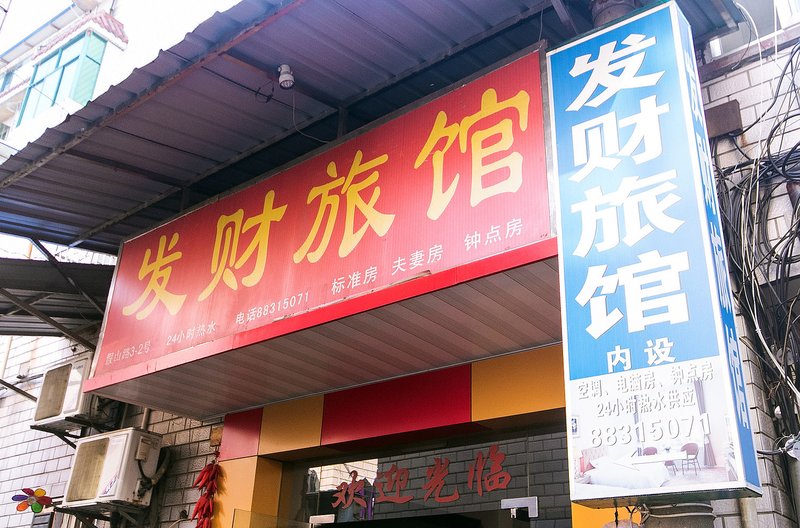 发财旅馆
假山路3-2号 24小时热水 电话88315071 标准房 夫妻房 钟点房
发财旅馆
内设
空调、电脑房、钟点房
24小时热水供应
88315071
欢迎光临